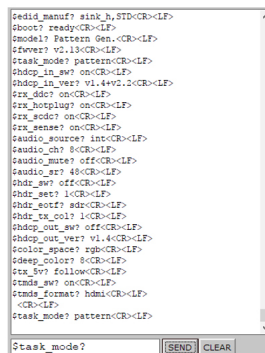 $edid_manuf? sink_h,STD<CR><LF>
$boot? ready<CR><LF>
$model? Pattern Gen.<CR><LF>
$fwver? v2.13<CR><LF>
$task_mode? pattern<CR><LF>
$hdcp_in_sw? on<CR><LF>
$hdcp_in_ver? v1.4+v2.2<CR><LF>
$rx_ddc? on<CR><LF>
$rx_hotplug? on<CR><LF>
$rx_scdc? on<CR><LF>
$rx_sense? on<CR><LF>
$audio_source? int<CR><LF>
$audio_ch? 8<CR><LF>
$audio_mute? off<CR><LF>
$audio_sr? 48<CR><LF>
$hdr_sw? off<CR><LF>
$hdr_set? 1<CR><LF>
$hdr_eotf? sdr<CR><LF>
$hdr_tx_col? 1<CR><LF>
$hdcp_out_sw? off<CR><LF>
$hdcp_out_ver? v1.4<CR><LF>
$color_space? rgb<CR><LF>
$deep_color? 8<CR><LF>
$tx_5v? follow<CR><LF>
$tmds_sw? on<CR><LF>
$tmds_format? hdmi<CR><LF>
<CR><LF>
$task_mode? pattern<CR><LF>
$task_mode? SEND CLEAR